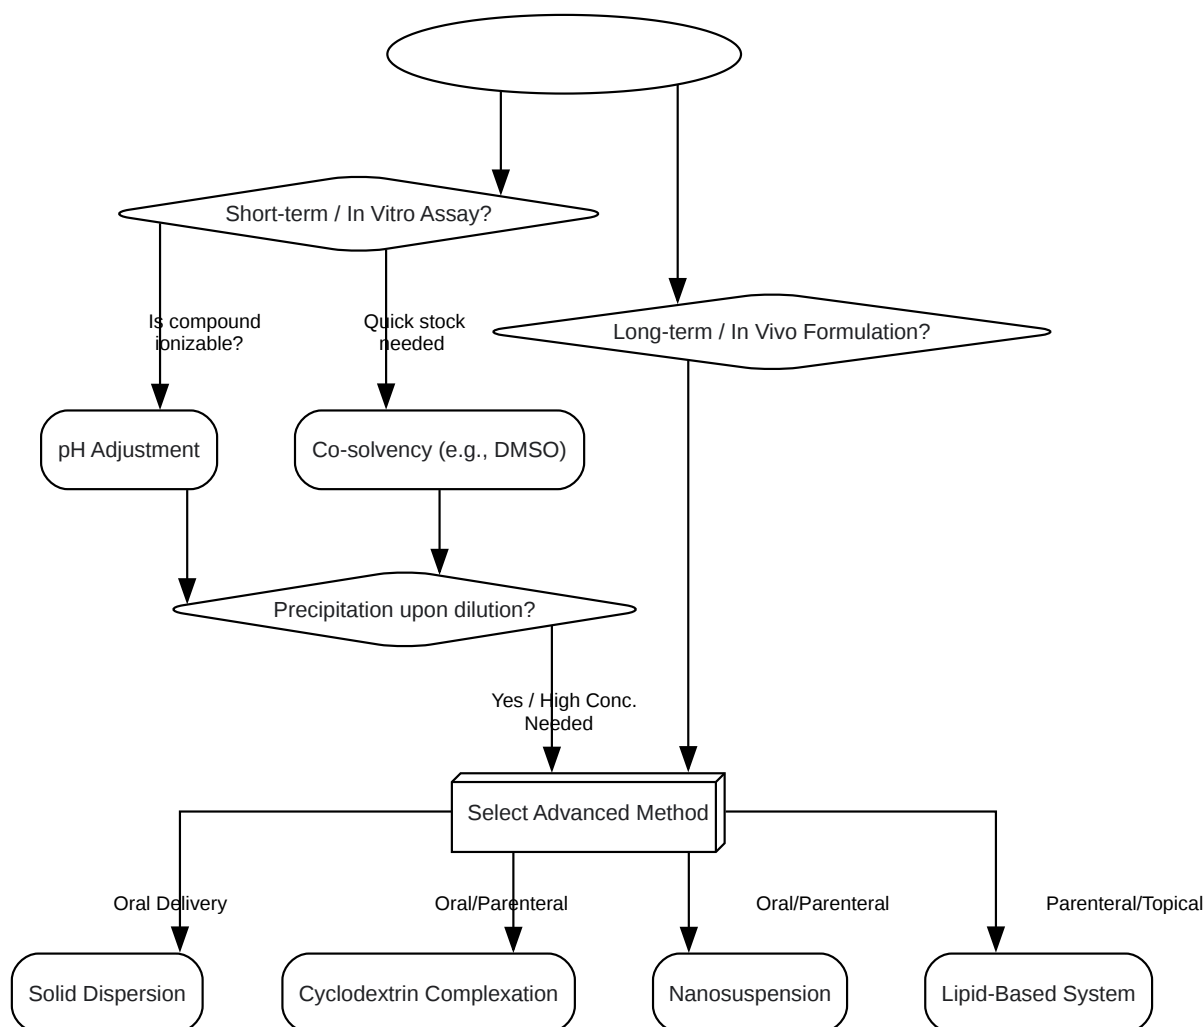 Short-term / In Vitro Assay?
Is compound
ionizable?
Quick stock
needed
Long-term / In Vivo Formulation?
pH Adjustment
Co-solvency (e.g., DMSO)
Precipitation upon dilution?
Yes / High Conc.
Needed
Select Advanced Method
Oral Delivery
Oral/Parenteral
Oral/Parenteral
Parenteral/Topical
Solid Dispersion
Cyclodextrin Complexation
Nanosuspension
Lipid-Based System